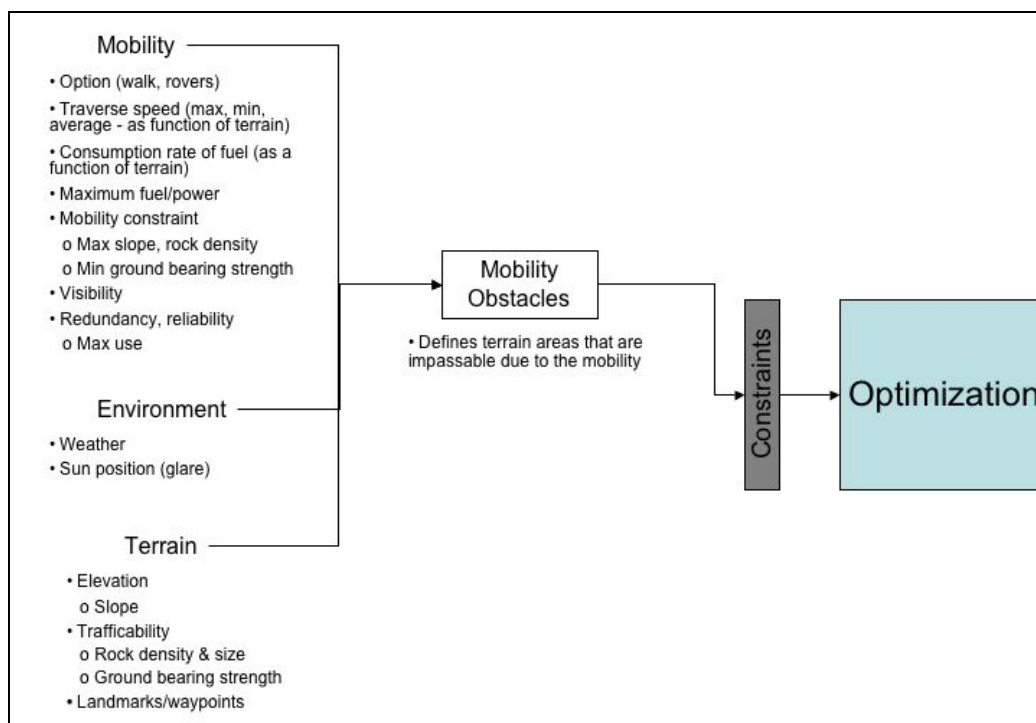 Mobility
• Option (walk, rovers)
• Traverse speed (max, min,
average - as function of terrain)
• Consumption rate of fuel (as a
function of terrain)
• Maximum fuel/power
• Mobility constraint
o Max slope, rock density
o Min ground bearing strength
• Visibility
• Redundancy, reliability
o Max use
Environment
• Weather
• Sun position (glare)
Terrain
• Elevation
o Slope
• Trafficability
o Rock density & size
o Ground bearing strength
• Landmarks/waypoints
Mobility
Obstacles
• Defines terrain areas that are
impassable due to the mobility
Constraints
Optimization